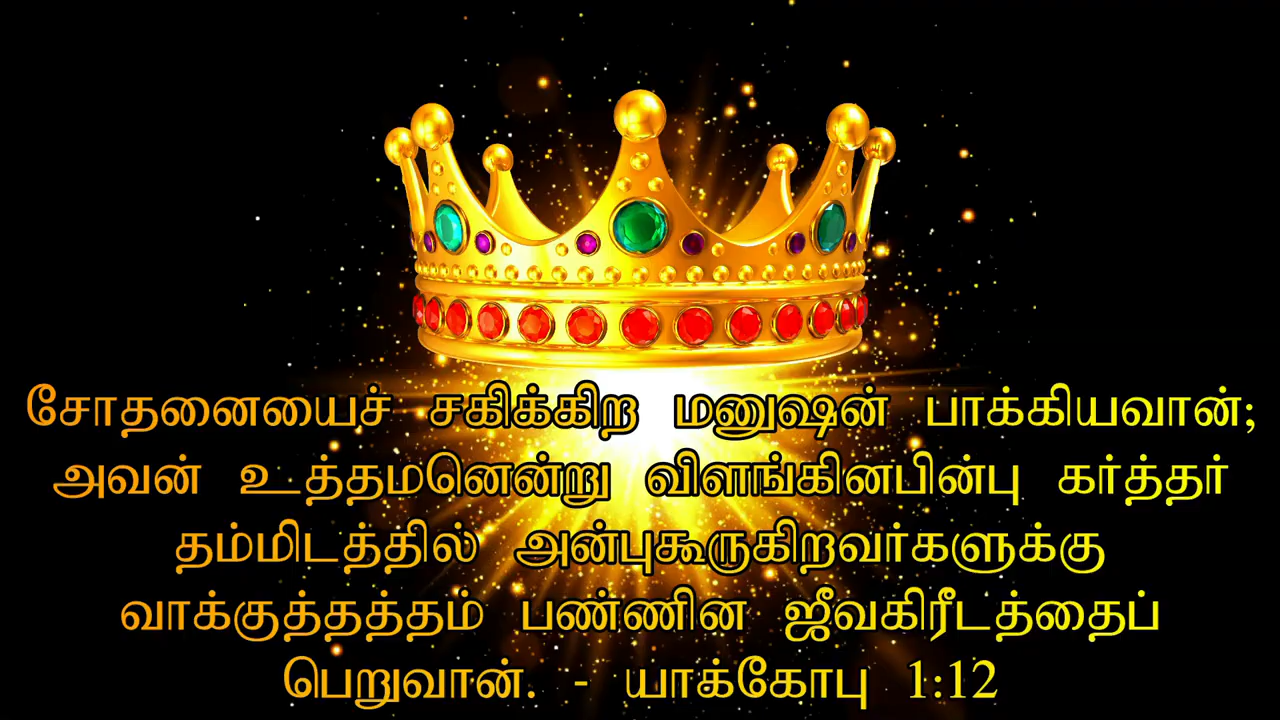 சோதனையைச் சகிக்கிற மனுஷன் பாக்கியவான்;
அவன் உத்தமனென்று விளங்கினபின்பு கர்த்தர்
தம்மிடத்தில் அன்புகூருகிறவர்களுக்கு
வாக்குத்தத்தம் பண்ணின ஜீவகிரீடத்தைப்
பெறுவான். - யாக்கோபு 1:12